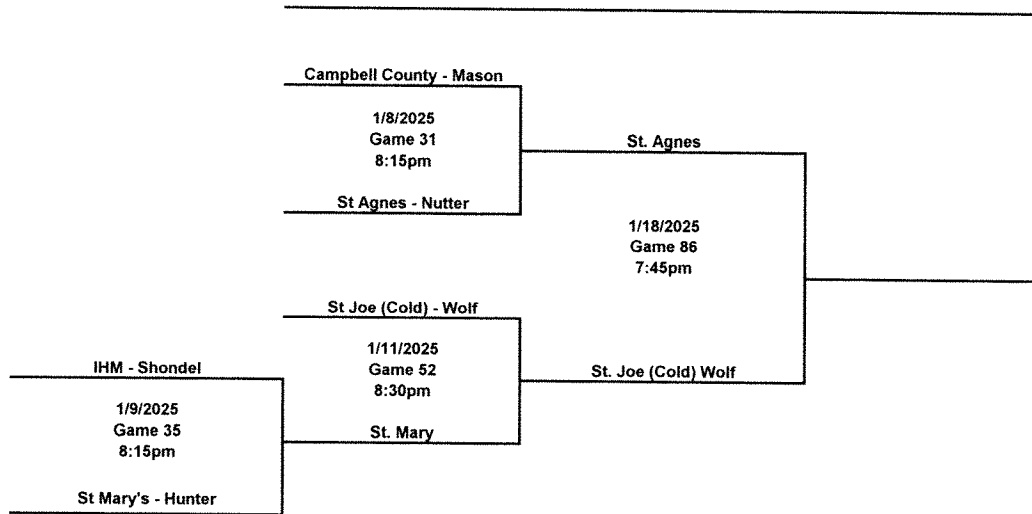 Campbell County - Mason
1/8/2025
Game 31
8:15pm
St Agnes - Nutter
St. Agnes
1/18/2025
Game 86
7:45pm
St Joe (Cold) - Wolf
1/11/2025
Game 52
8:30pm
St. Mary
St. Joe (Cold) Wolf
IHM - Shondel
1/9/2025
Game 35
8:15pm
St Mary's - Hunter